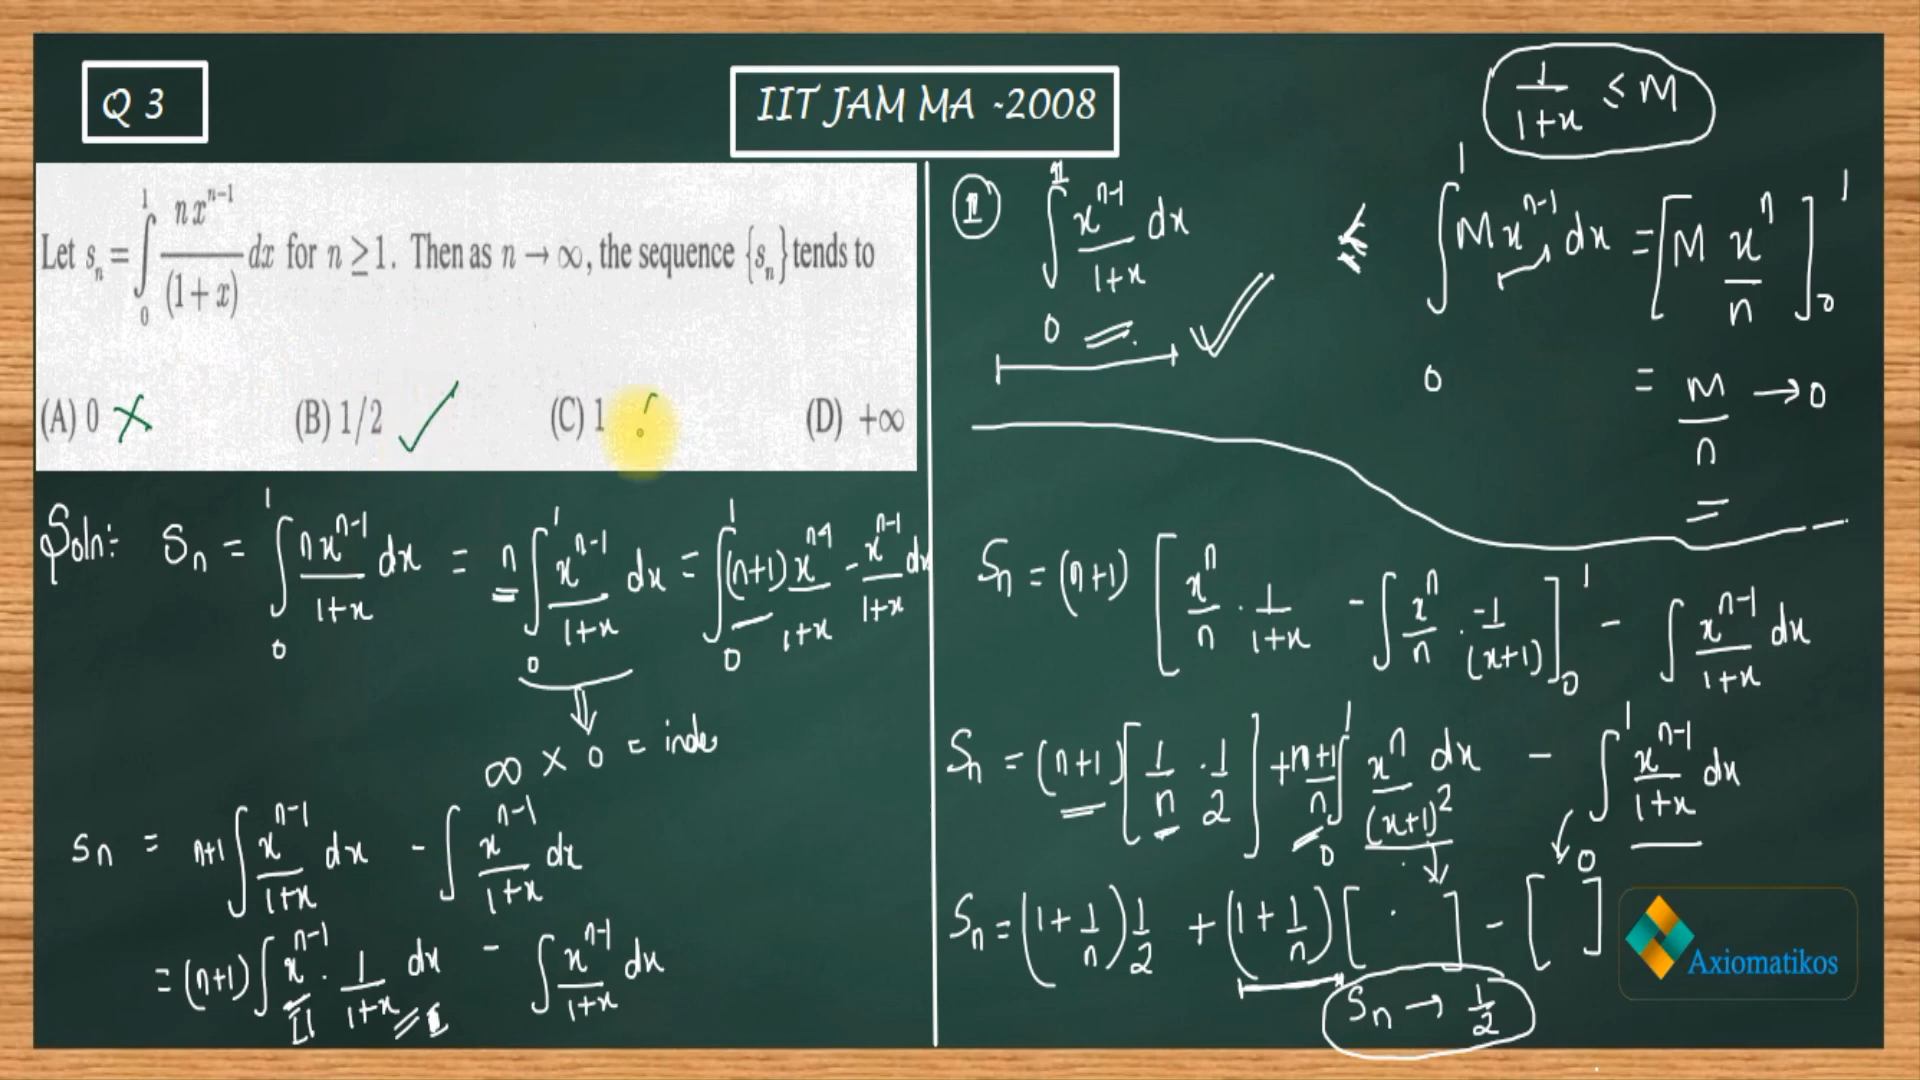 Q 3
IIT JAM MA -2008
Let s_n = ∫_0^1 n x^{n-1} / (1+x) dx for n ≥ 1. Then as n → ∞, the sequence {s_n} tends to
(A) 0 ✗ (B) 1/2 ✓ (C) 1 (D) +∞
Soln:- S_n = ∫_0^1 n x^{n-1} / 1+x dx = n ∫_0^1 x^{n-1} / 1+x dx = ∫_0^1 (n+1) x^{n-1} / 1+x - x^{n-1} / 1+x dx
⇓
∞ × 0 = inde
S_n = n+1 ∫ x^{n-1} / 1+x dx - ∫ x^{n-1} / 1+x dx
= (n+1) ∫ x^{n-1} · 1 / 1+x dx - ∫ x^{n-1} / 1+x dx
II I
1 / 1+x ≤ M
① ∫_0^1 x^{n-1} / 1+x dx ≤ ∫_0^1 M x^{n-1} dx = [M x^n / n]_0^1
= M / n → 0
S_n = (n+1) [x^n / n · 1 / 1+x - ∫ x^n / n · -1 / (x+1)]_0^1 - ∫ x^{n-1} / 1+x dx
S_n = (n+1) [1 / n · 1 / 2] + n+1 / n ∫_0^1 x^n / (x+1)^2 dx - ∫_0^1 x^{n-1} / 1+x dx
S_n = (1 + 1/n) 1/2 + (1 + 1/n) [ · ] - [ ]
S_n → 1/2
Axiomatikos